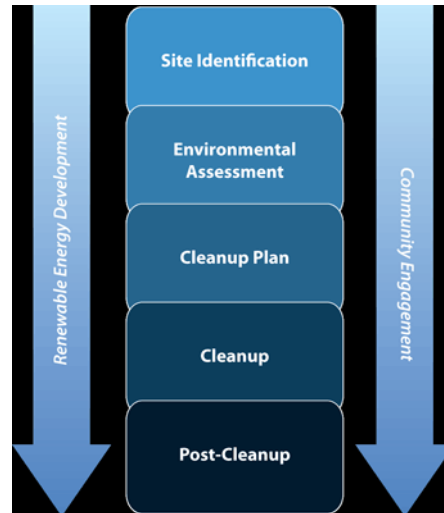 Renewable Energy Development
Site Identification
Environmental
Assessment
Cleanup Plan
Cleanup
Post-Cleanup
Community Engagement